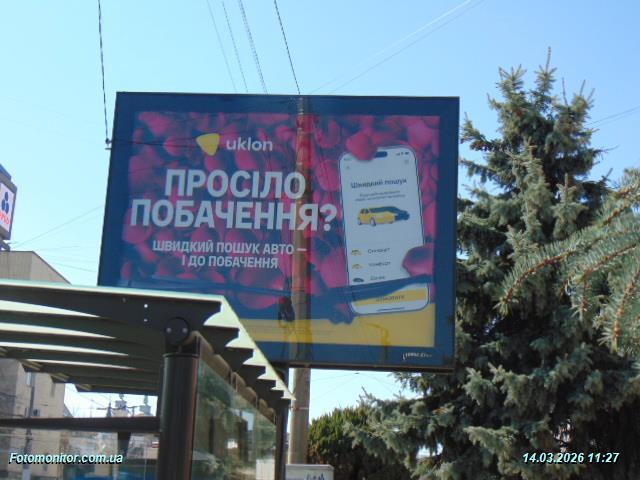 uklon
ПРОСІЛО
ПОБАЧЕННЯ?
ШВИДКИЙ ПОШУК АВТО –
І ДО ПОБАЧЕННЯ
Швидкий пошук
Стандарт
Комфорт
Fotomonitor.com.ua
14.03.2026 11:27